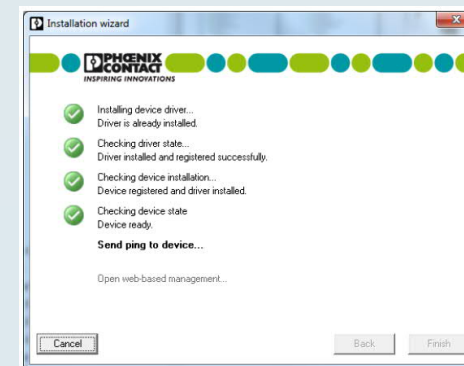 Installation wizard
PHŒNIX
CONTACT
INSPIRING INNOVATIONS
Installing device driver...
Driver is already installed.
Checking driver state...
Driver installed and registered successfully.
Checking device installation...
Device registered and driver installed.
Checking device state
Device ready.
Send ping to device...
Open web-based management...
Cancel
Back
Finish